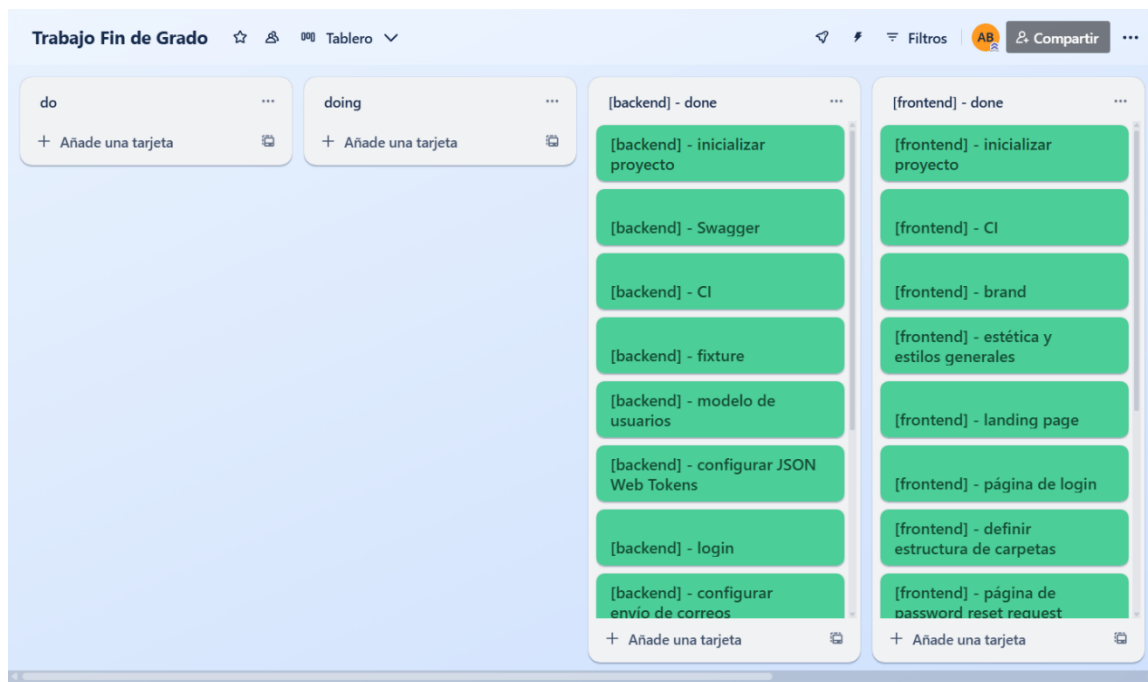 Trabajo Fin de Grado
Tablero
Filtros
AB
Compartir
do
Añade una tarjeta
doing
Añade una tarjeta
[backend] - done
[backend] - inicializar
proyecto
[backend] - Swagger
[backend] - CI
[backend] - fixture
[backend] - modelo de
usuarios
[backend] - configurar JSON
Web Tokens
[backend] - login
[backend] - configurar
envío de correos
Añade una tarjeta
[frontend] - done
[frontend] - inicializar
proyecto
[frontend] - CI
[frontend] - brand
[frontend] - estética y
estilos generales
[frontend] - landing page
[frontend] - página de login
[frontend] - definir
estructura de carpetas
[frontend] - página de
password reset request
Añade una tarjeta